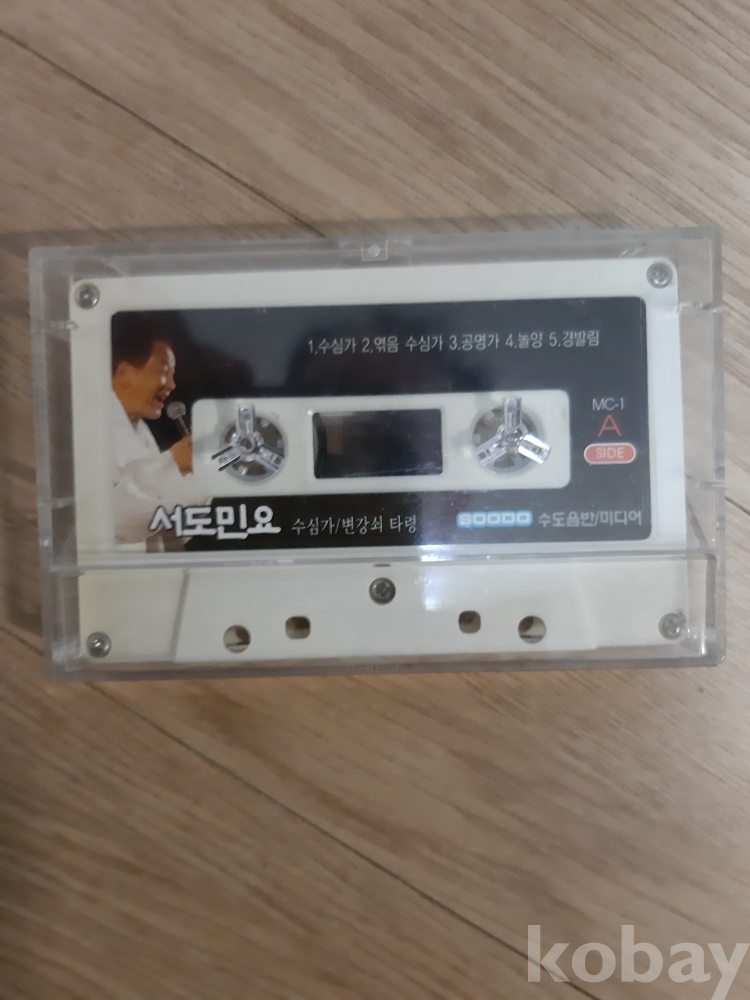 1.수심가 2.엮음 수심가 3.공명가 4.놀양 5.경발림
MC-1
A
SIDE
서도민요 수심가/변강쇠 타령
SOODO 수도음반/미디어
kobay